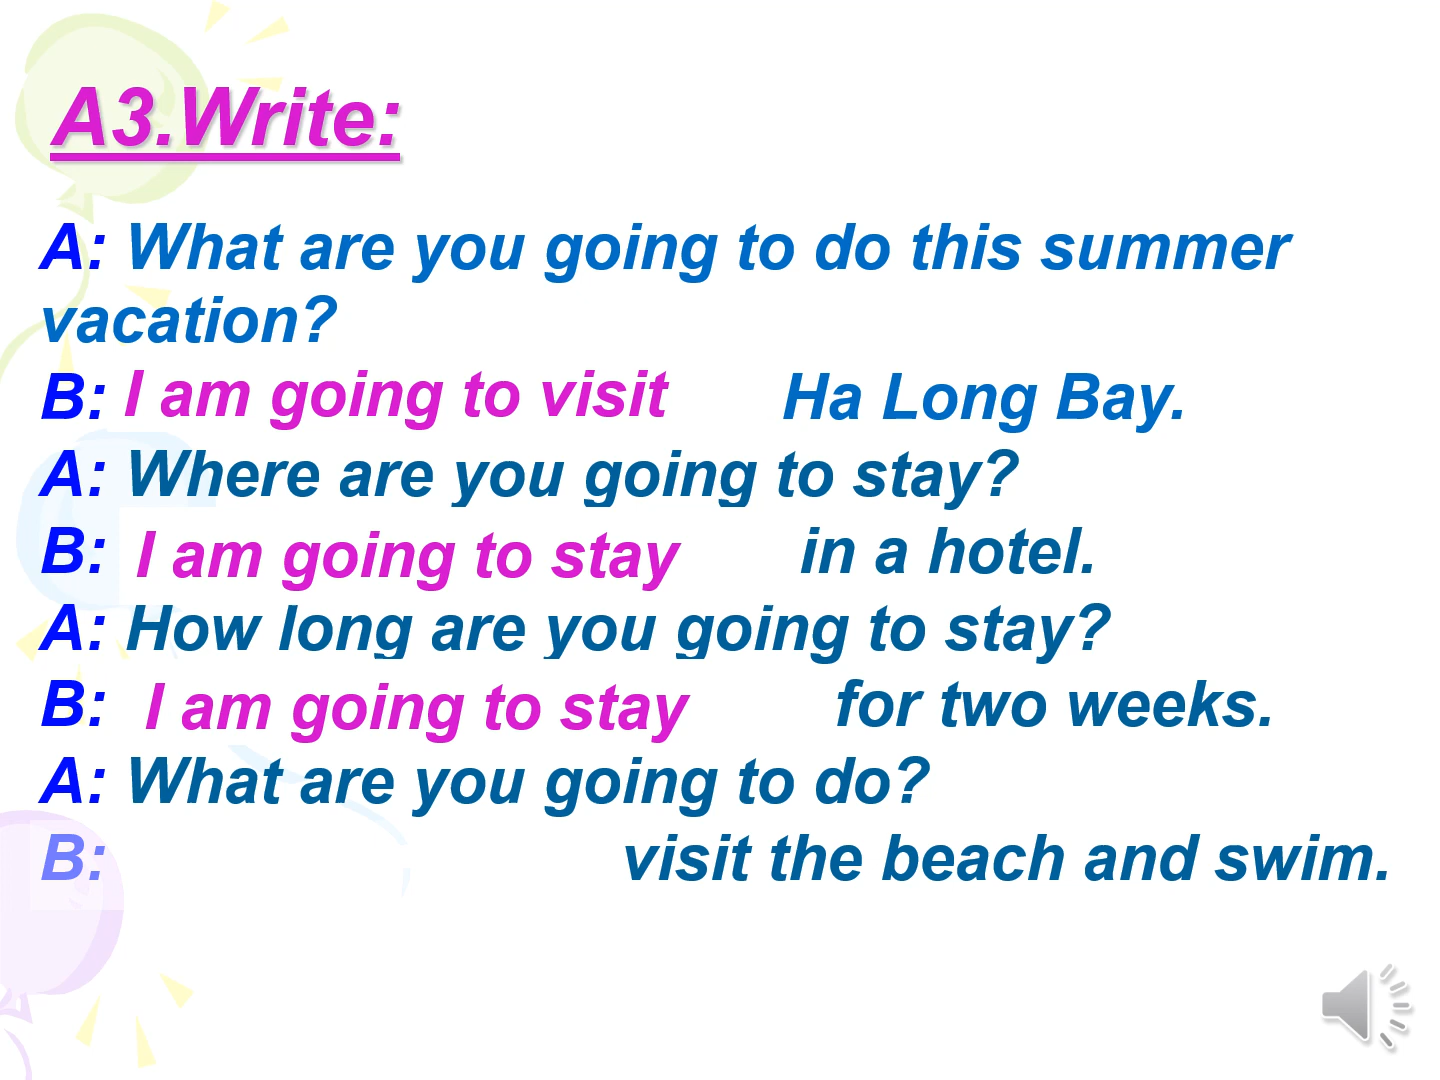 A3.Write:
A: What are you going to do this summer
vacation?
B: I am going to visit Ha Long Bay.
A: Where are you going to stay?
B: I am going to stay in a hotel.
A: How long are you going to stay?
B: I am going to stay for two weeks.
A: What are you going to do?
B: visit the beach and swim.